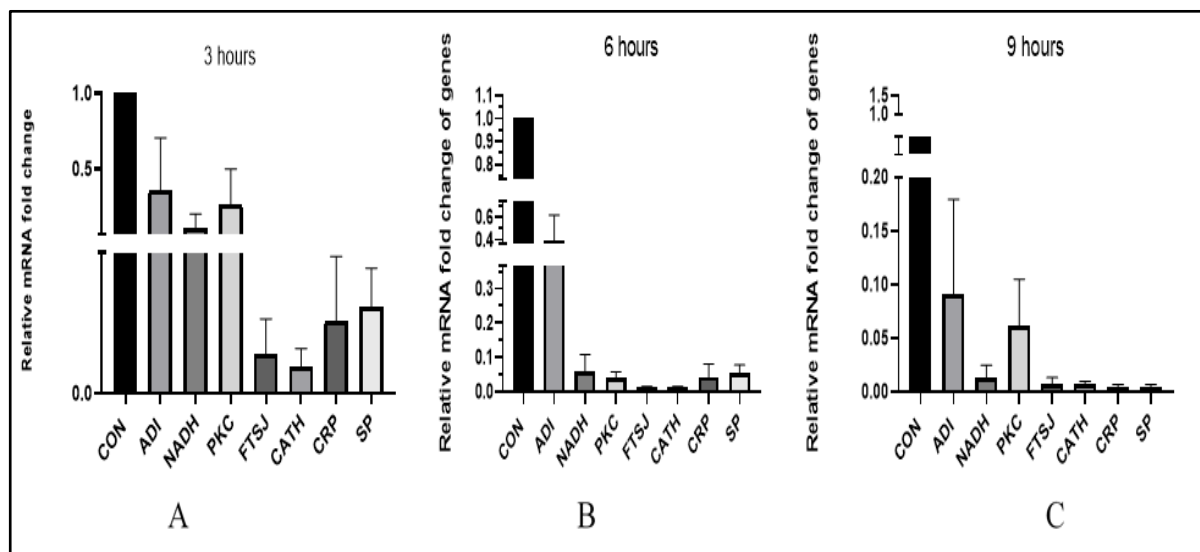 3 hours
Relative mRNA fold change
1.0
0.5
0.0
CON
ADI
NADH
PKC
FTSJ
CATH
CRP
SP
A
6 hours
Relative mRNA fold change of genes
1.1
1.0
0.9
0.8
0.6
0.4
0.3
0.2
0.1
0.0
CON
ADI
NADH
PKC
FTSJ
CATH
CRP
SP
B
9 hours
Relative mRNA fold change of genes
1.5
1.0
0.20
0.15
0.10
0.05
0.00
CON
ADI
NADH
PKC
FTSJ
CATH
CRP
SP
C